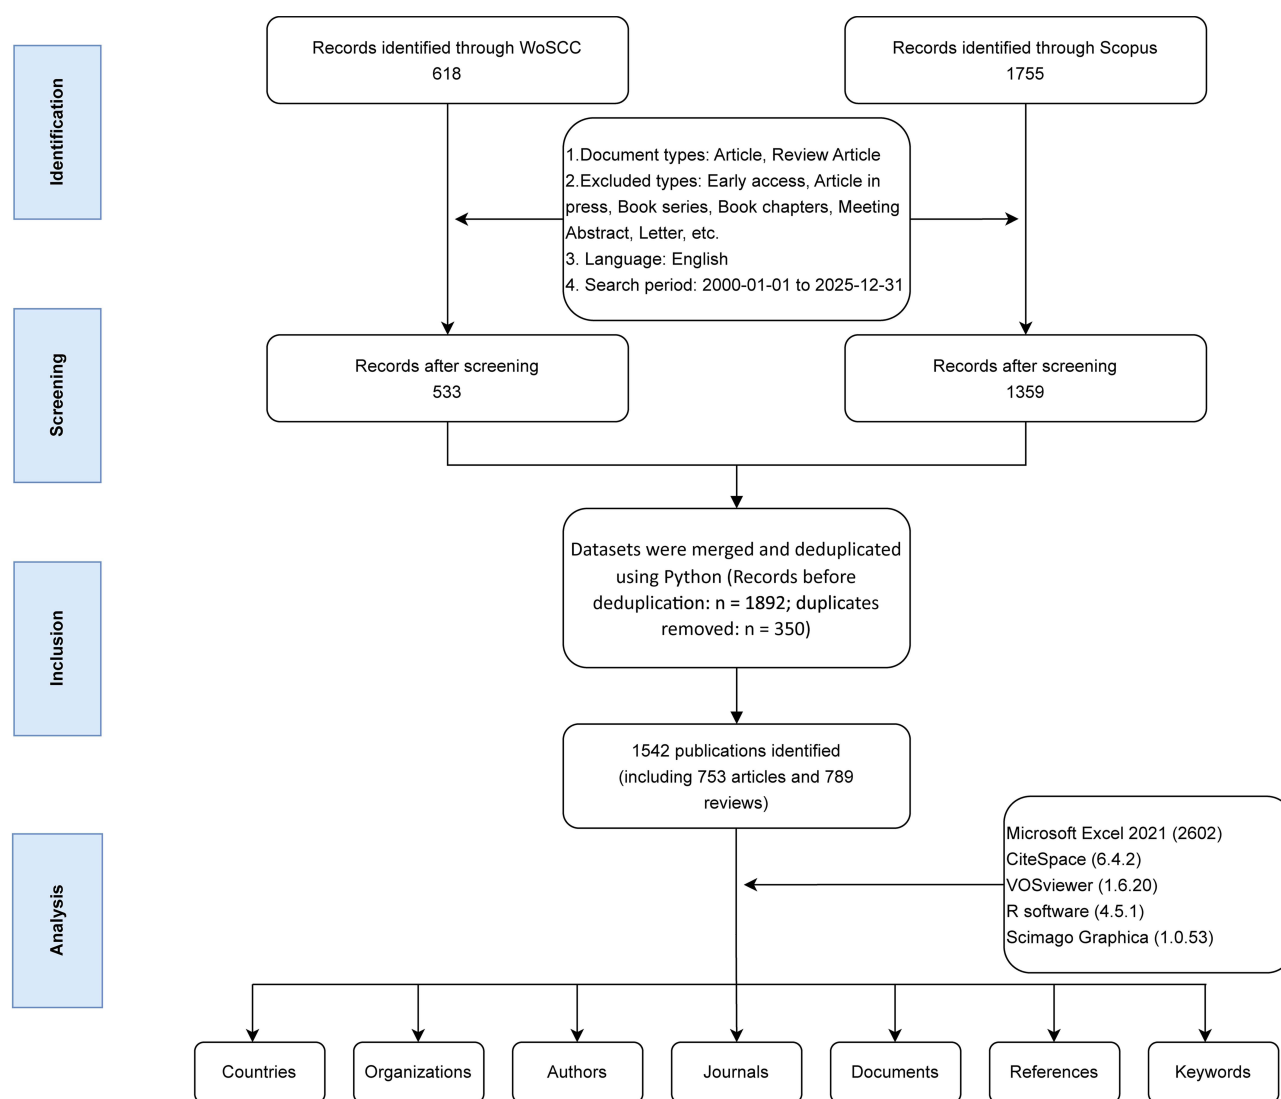 Identification
Records identified through WoSCC
618
Records identified through Scopus
1755
1.Document types: Article, Review Article
2.Excluded types: Early access, Article in
press, Book series, Book chapters, Meeting
Abstract, Letter, etc.
3. Language: English
4. Search period: 2000-01-01 to 2025-12-31
Screening
Records after screening
533
Records after screening
1359
Inclusion
Datasets were merged and deduplicated
using Python (Records before
deduplication: n = 1892; duplicates
removed: n = 350)
1542 publications identified
(including 753 articles and 789
reviews)
Analysis
Microsoft Excel 2021 (2602)
CiteSpace (6.4.2)
VOSviewer (1.6.20)
R software (4.5.1)
Scimago Graphica (1.0.53)
Countries
Organizations
Authors
Journals
Documents
References
Keywords